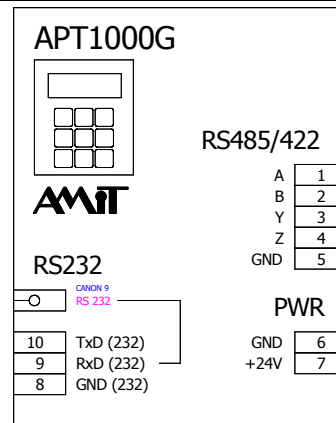 APT1000G
AMiT
RS485/422
A 1
B 2
Y 3
Z 4
GND 5
RS232
CANON 9
RS 232
PWR
10 TxD (232)
9 RxD (232)
8 GND (232)
GND 6
+24V 7